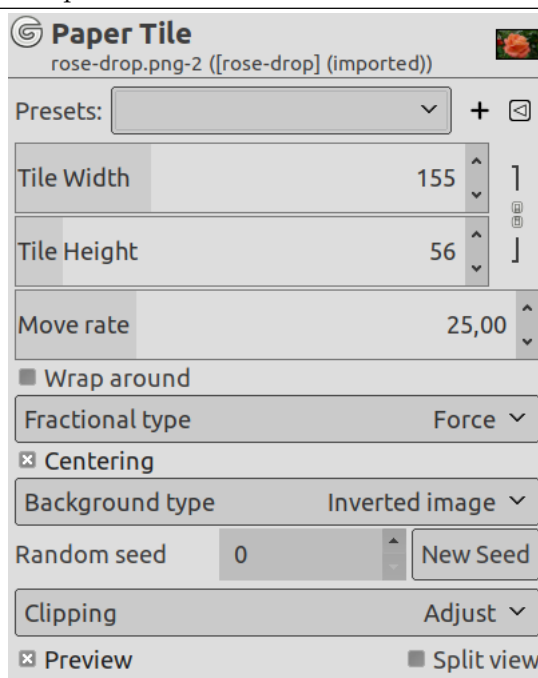 Paper Tile
rose-drop.png-2 ([rose-drop] (imported))
Presets:
Tile Width 155
Tile Height 56
Move rate 25,00
Wrap around
Fractional type Force
Centering
Background type Inverted image
Random seed 0 New Seed
Clipping Adjust
Preview Split view